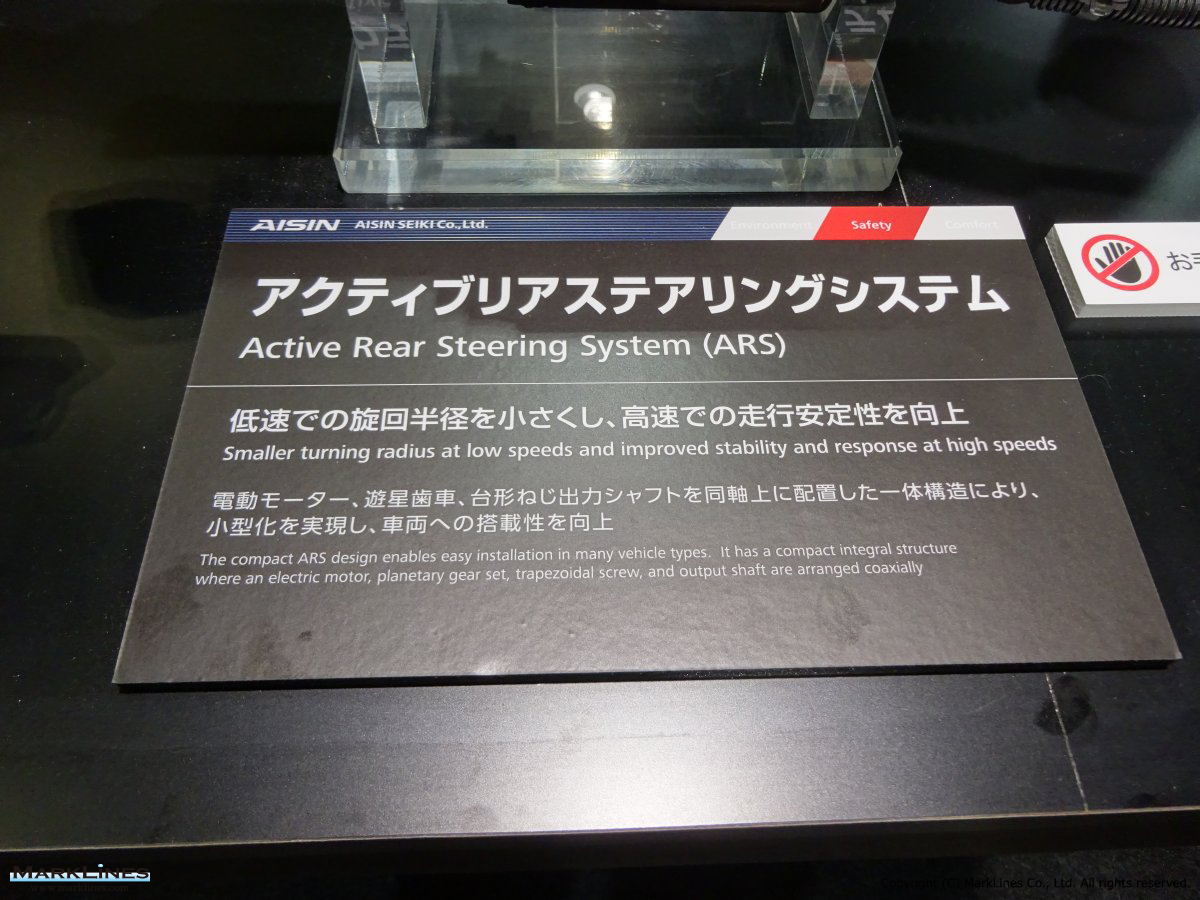 AISIN AISIN SEIKI Co.,Ltd. Environment Safety Comfort
アクティブリアステアリングシステム
Active Rear Steering System (ARS)
低速での旋回半径を小さくし、高速での走行安定性を向上
Smaller turning radius at low speeds and improved stability and response at high speeds
電動モーター、遊星歯車、台形ねじ出力シャフトを同軸上に配置した一体構造により、
小型化を実現し、車両への搭載性を向上
The compact ARS design enables easy installation in many vehicle types. It has a compact integral structure
where an electric motor, planetary gear set, trapezoidal screw, and output shaft are arranged coaxially
お手
MARKLINES
www.marklines.com
Copyright (C) MarkLines Co., Ltd. All rights reserved.